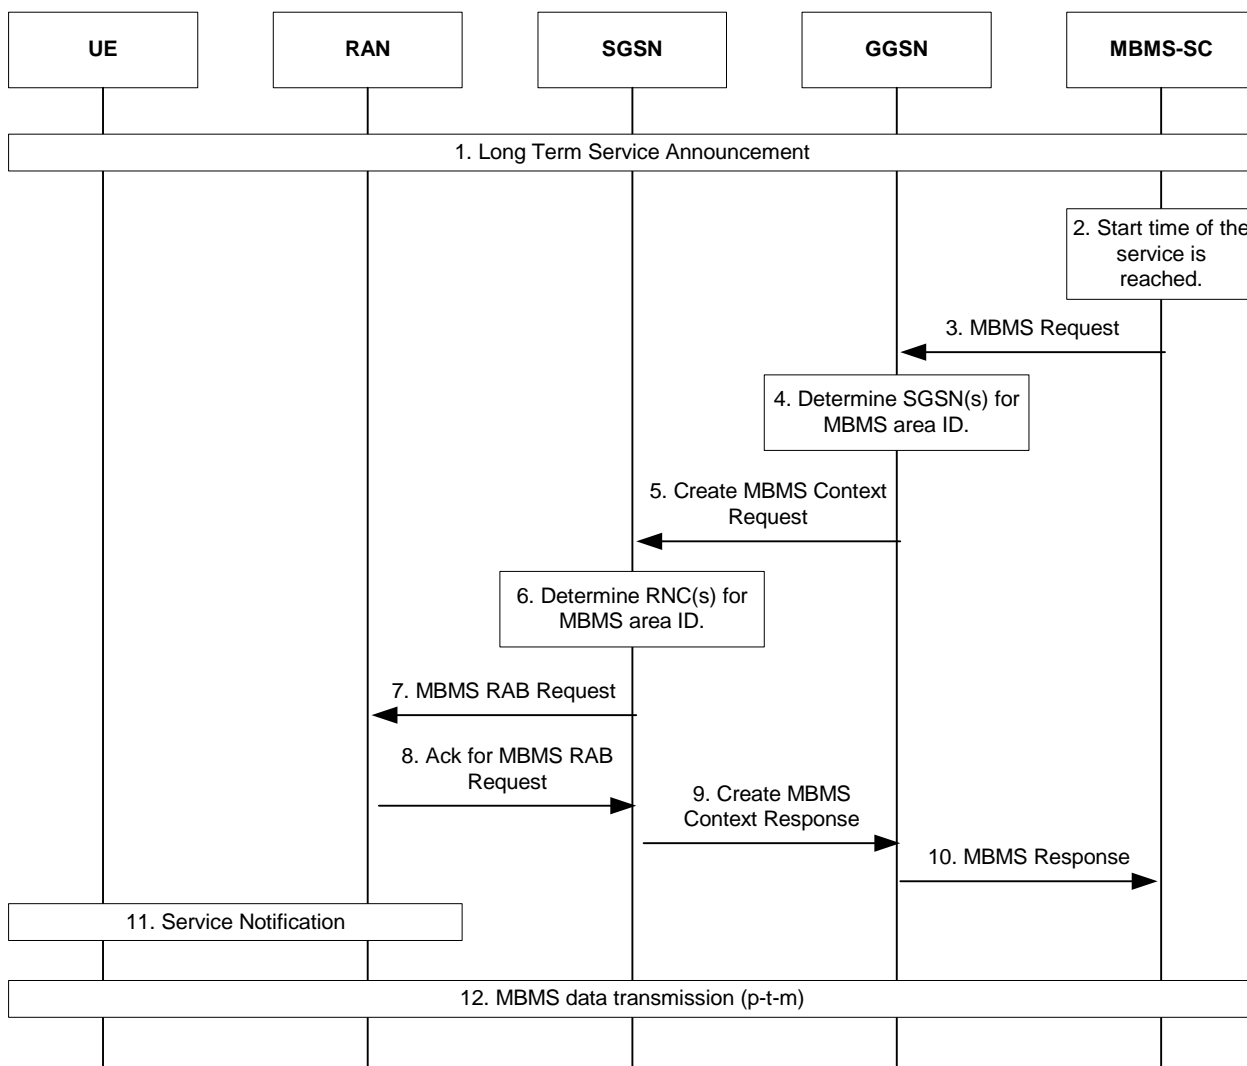 UE
RAN
SGSN
GGSN
MBMS-SC
1. Long Term Service Announcement
2. Start time of the
service is
reached.
3. MBMS Request
4. Determine SGSN(s) for
MBMS area ID.
5. Create MBMS Context
Request
6. Determine RNC(s) for
MBMS area ID.
7. MBMS RAB Request
8. Ack for MBMS RAB
Request
9. Create MBMS
Context Response
10. MBMS Response
11. Service Notification
12. MBMS data transmission (p-t-m)